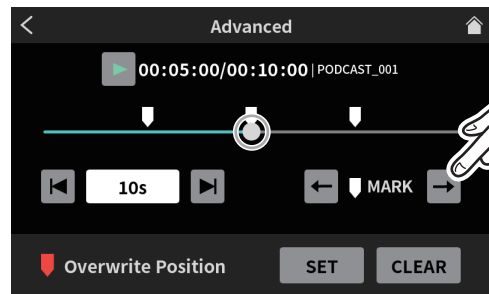 Advanced
00:05:00/00:10:00 | PODCAST_001
10s MARK
Overwrite Position SET CLEAR